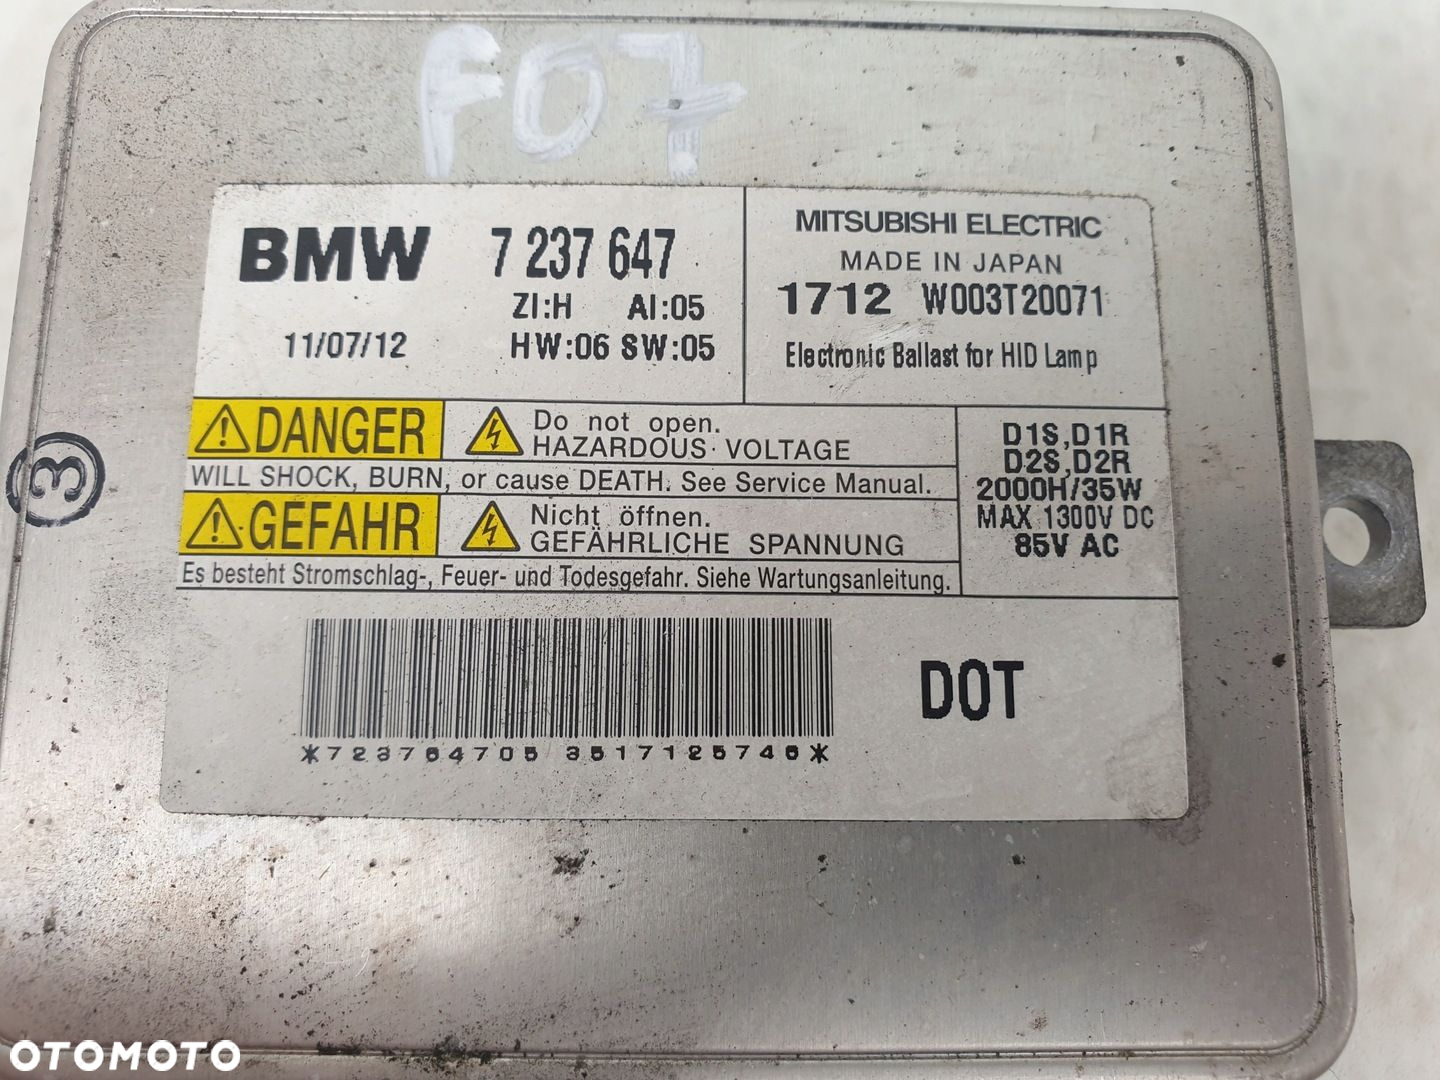 F07
BMW 7 237 647
ZI:H AI:05
11/07/12 HW:06 SW:05
MITSUBISHI ELECTRIC
MADE IN JAPAN
1712 W003T20071
Electronic Ballast for HID Lamp
DANGER Do not open.
HAZARDOUS VOLTAGE
WILL SHOCK, BURN, or cause DEATH. See Service Manual.
GEFAHR Nicht öffnen.
GEFÄHRLICHE SPANNUNG
Es besteht Stromschlag-, Feuer- und Todesgefahr. Siehe Wartungsanleitung.
D1S,D1R
D2S,D2R
2000H/35W
MAX 1300V DC
85V AC
3
*723764705 3517125746*
DOT
OTOMOTO